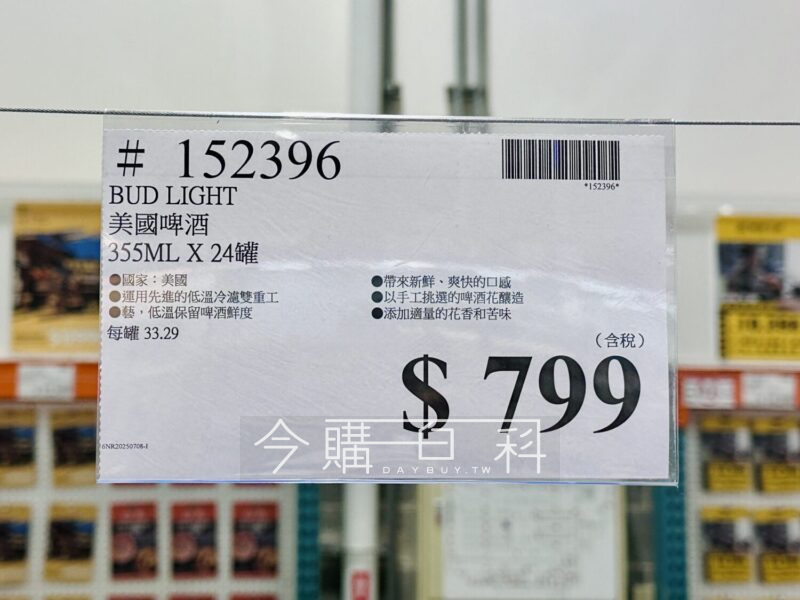 # 152396
*152396*
BUD LIGHT
美國啤酒
355ML X 24罐
●國家：美國
●運用先進的低溫冷濾雙重工
●藝，低溫保留啤酒鮮度
每罐 33.29
●帶來新鮮、爽快的口感
●以手工挑選的啤酒花釀造
●添加適量的花香和苦味
（含稅）
$ 799
6NR20250708-I
今購百科
DAYBUY.TW